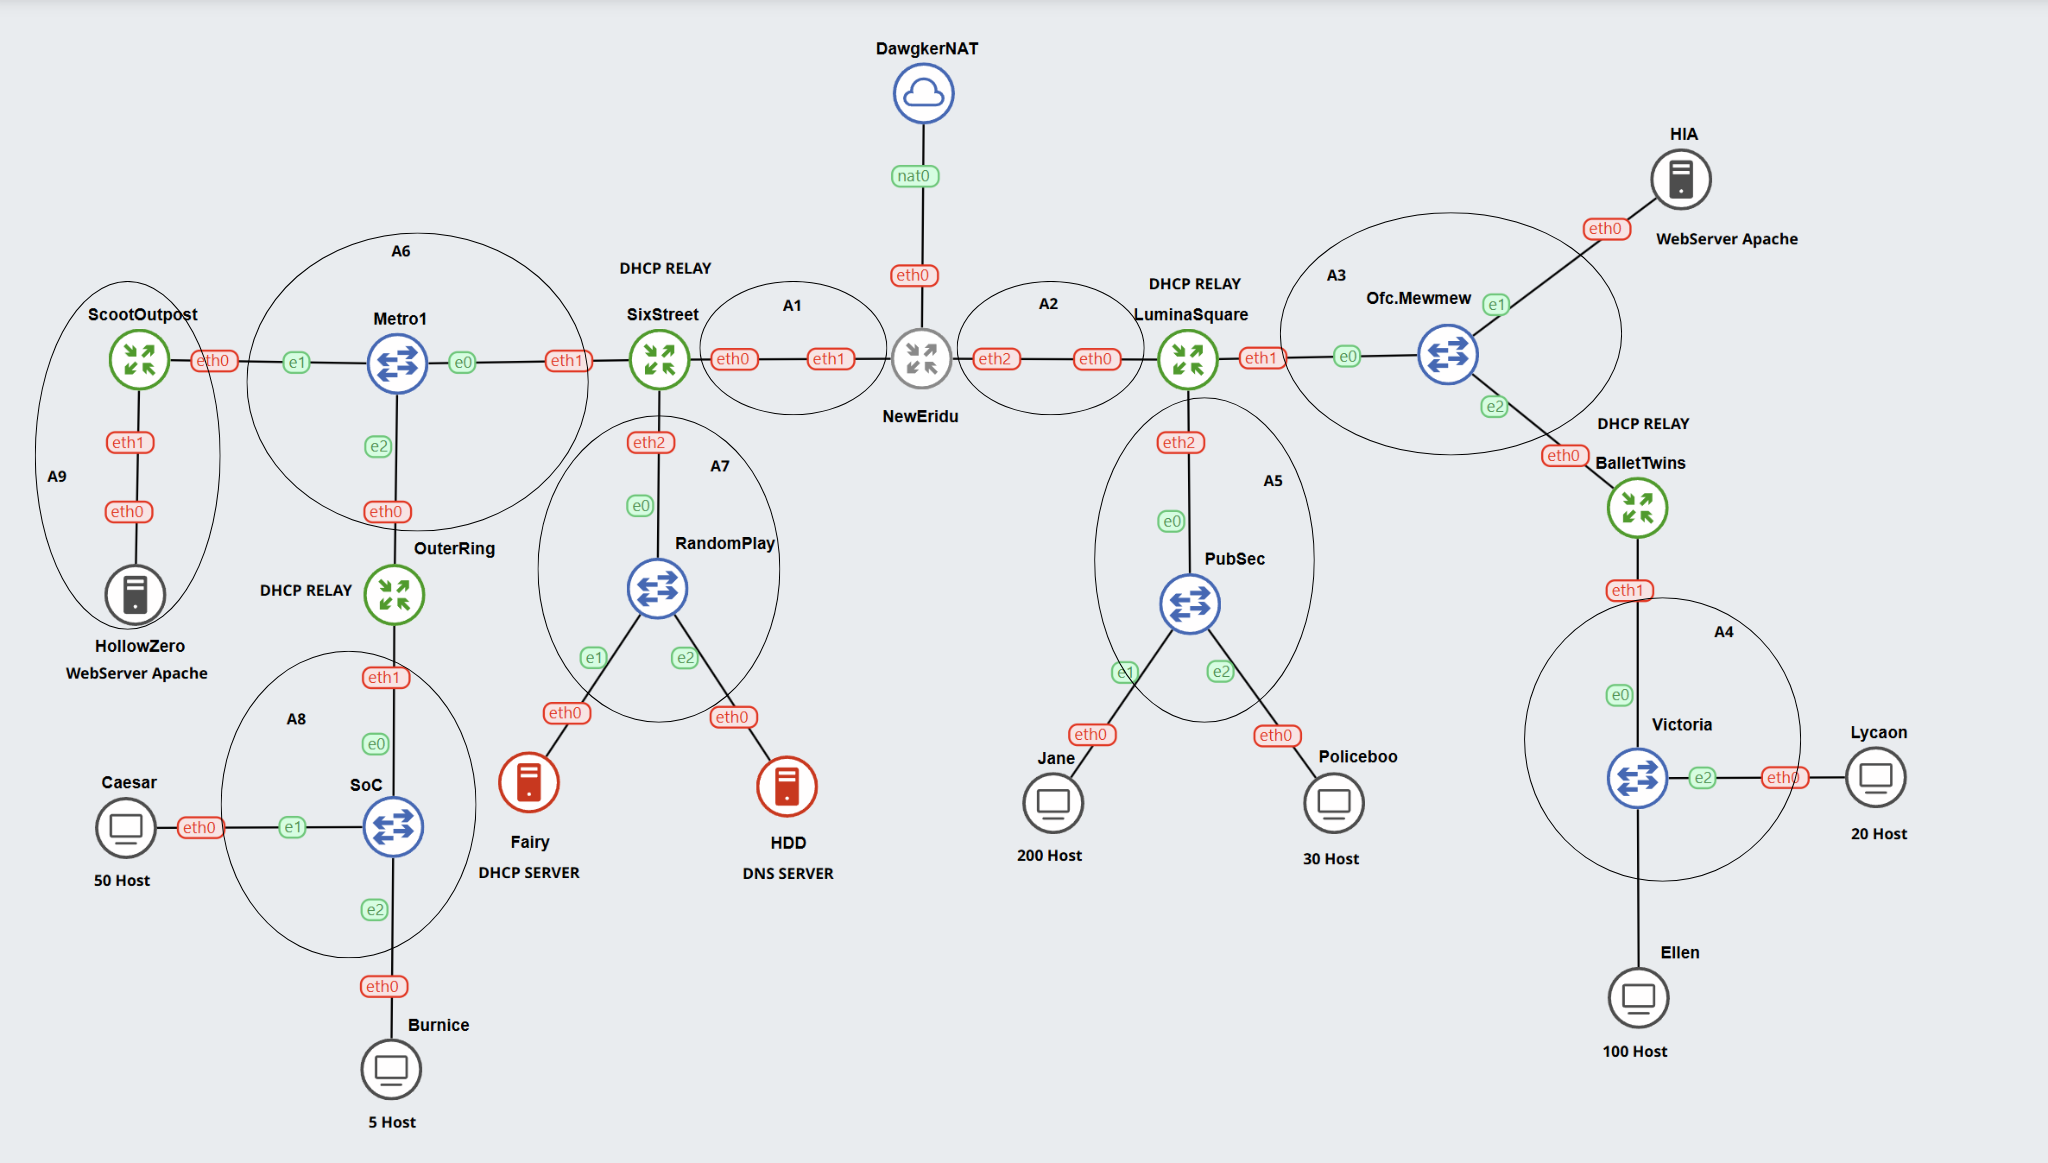 DawgkerNAT
nat0
eth0
HIA
eth0
WebServer Apache
A6
DHCP RELAY
SixStreet
A1
A2
DHCP RELAY
LuminaSquare
A3
Ofc.Mewmew
e1
ScootOutpost
Metro1
eth0
e1
e0
eth1
eth0
eth1
eth2
eth0
eth1
e0
NewEridu
e2
DHCP RELAY
eth0
BalletTwins
eth1
A9
eth0
e2
eth0
eth2
A7
e0
eth2
A5
e0
OuterRing
RandomPlay
PubSec
DHCP RELAY
eth1
HollowZero
WebServer Apache
eth1
A8
e0
e1
e2
eth0
eth0
e1
e2
eth0
eth0
A4
e0
Victoria
Lycaon
e2
eth0
20 Host
Caesar
SoC
eth0
e1
50 Host
e2
Fairy
DHCP SERVER
HDD
DNS SERVER
Jane
200 Host
Policeboo
30 Host
eth0
Burnice
5 Host
Ellen
100 Host